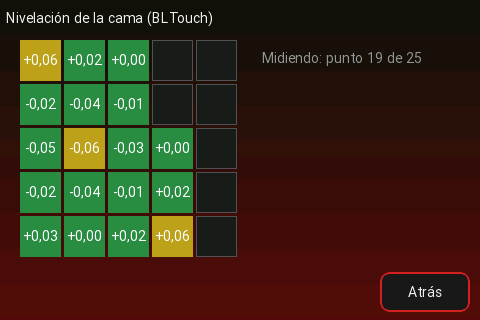 Nivelación de la cama (BLTouch)
+0,06 +0,02 +0,00
Midiendo: punto 19 de 25
-0,02 -0,04 -0,01
-0,05 -0,06 -0,03 +0,00
-0,02 -0,04 -0,01 +0,02
+0,03 +0,00 +0,02 +0,06
Atrás